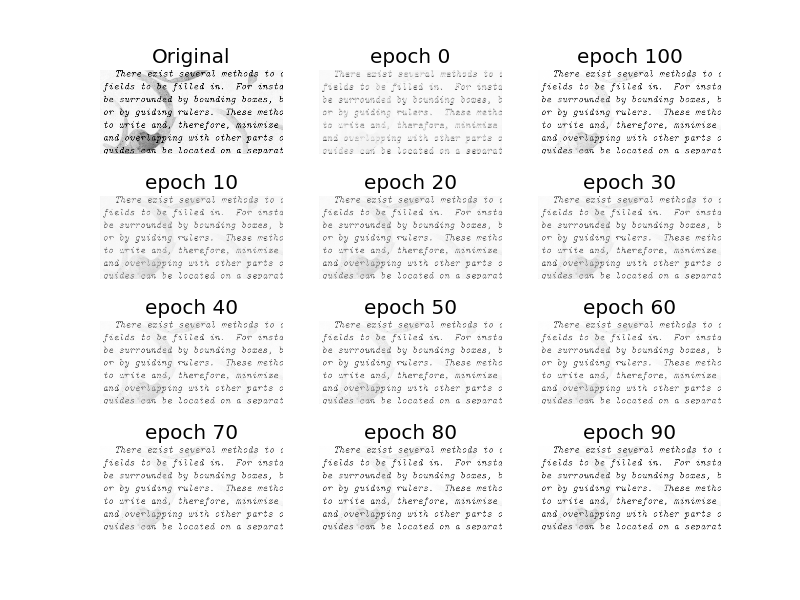 Original
There exist several methods to c
fields to be filled in. For insta
be surrounded by bounding boxes, b
or by guiding rulers. These metho
to write and, therefore, minimize
and overlapping with other parts o
guides can be located on a separat
epoch 0
There exist several methods to c
fields to be filled in. For insta
be surrounded by bounding boxes, b
or by guiding rulers. These metho
to write and, therefore, minimize
and overlapping with other parts o
guides can be located on a separat
epoch 100
There exist several methods to c
fields to be filled in. For insta
be surrounded by bounding boxes, b
or by guiding rulers. These metho
to write and, therefore, minimize
and overlapping with other parts o
guides can be located on a separat
epoch 10
There exist several methods to c
fields to be filled in. For insta
be surrounded by bounding boxes, b
or by guiding rulers. These metho
to write and, therefore, minimize
and overlapping with other parts o
guides can be located on a separat
epoch 20
There exist several methods to c
fields to be filled in. For insta
be surrounded by bounding boxes, b
or by guiding rulers. These metho
to write and, therefore, minimize
and overlapping with other parts o
guides can be located on a separat
epoch 30
There exist several methods to c
fields to be filled in. For insta
be surrounded by bounding boxes, b
or by guiding rulers. These metho
to write and, therefore, minimize
and overlapping with other parts o
guides can be located on a separat
epoch 40
There exist several methods to c
fields to be filled in. For insta
be surrounded by bounding boxes, b
or by guiding rulers. These metho
to write and, therefore, minimize
and overlapping with other parts o
guides can be located on a separat
epoch 50
There exist several methods to c
fields to be filled in. For insta
be surrounded by bounding boxes, b
or by guiding rulers. These metho
to write and, therefore, minimize
and overlapping with other parts o
guides can be located on a separat
epoch 60
There exist several methods to c
fields to be filled in. For insta
be surrounded by bounding boxes, b
or by guiding rulers. These metho
to write and, therefore, minimize
and overlapping with other parts o
guides can be located on a separat
epoch 70
There exist several methods to c
fields to be filled in. For insta
be surrounded by bounding boxes, b
or by guiding rulers. These metho
to write and, therefore, minimize
and overlapping with other parts o
guides can be located on a separat
epoch 80
There exist several methods to c
fields to be filled in. For insta
be surrounded by bounding boxes, b
or by guiding rulers. These metho
to write and, therefore, minimize
and overlapping with other parts o
guides can be located on a separat
epoch 90
There exist several methods to c
fields to be filled in. For insta
be surrounded by bounding boxes, b
or by guiding rulers. These metho
to write and, therefore, minimize
and overlapping with other parts o
guides can be located on a separat